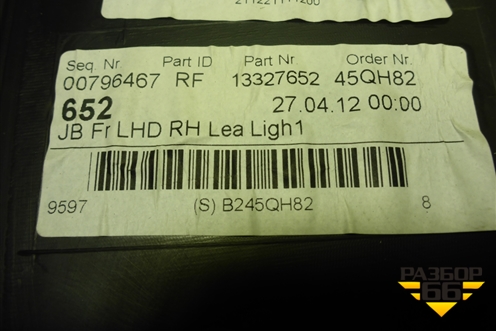 Seq. Nr. Part ID Part Nr. Order Nr.
00796467 RF 13327652 45QH82
652 27.04.12 00:00
JB Fr LHD RH Lea Ligh1
9597 (S) B245QH82 8
РАЗБОР
66